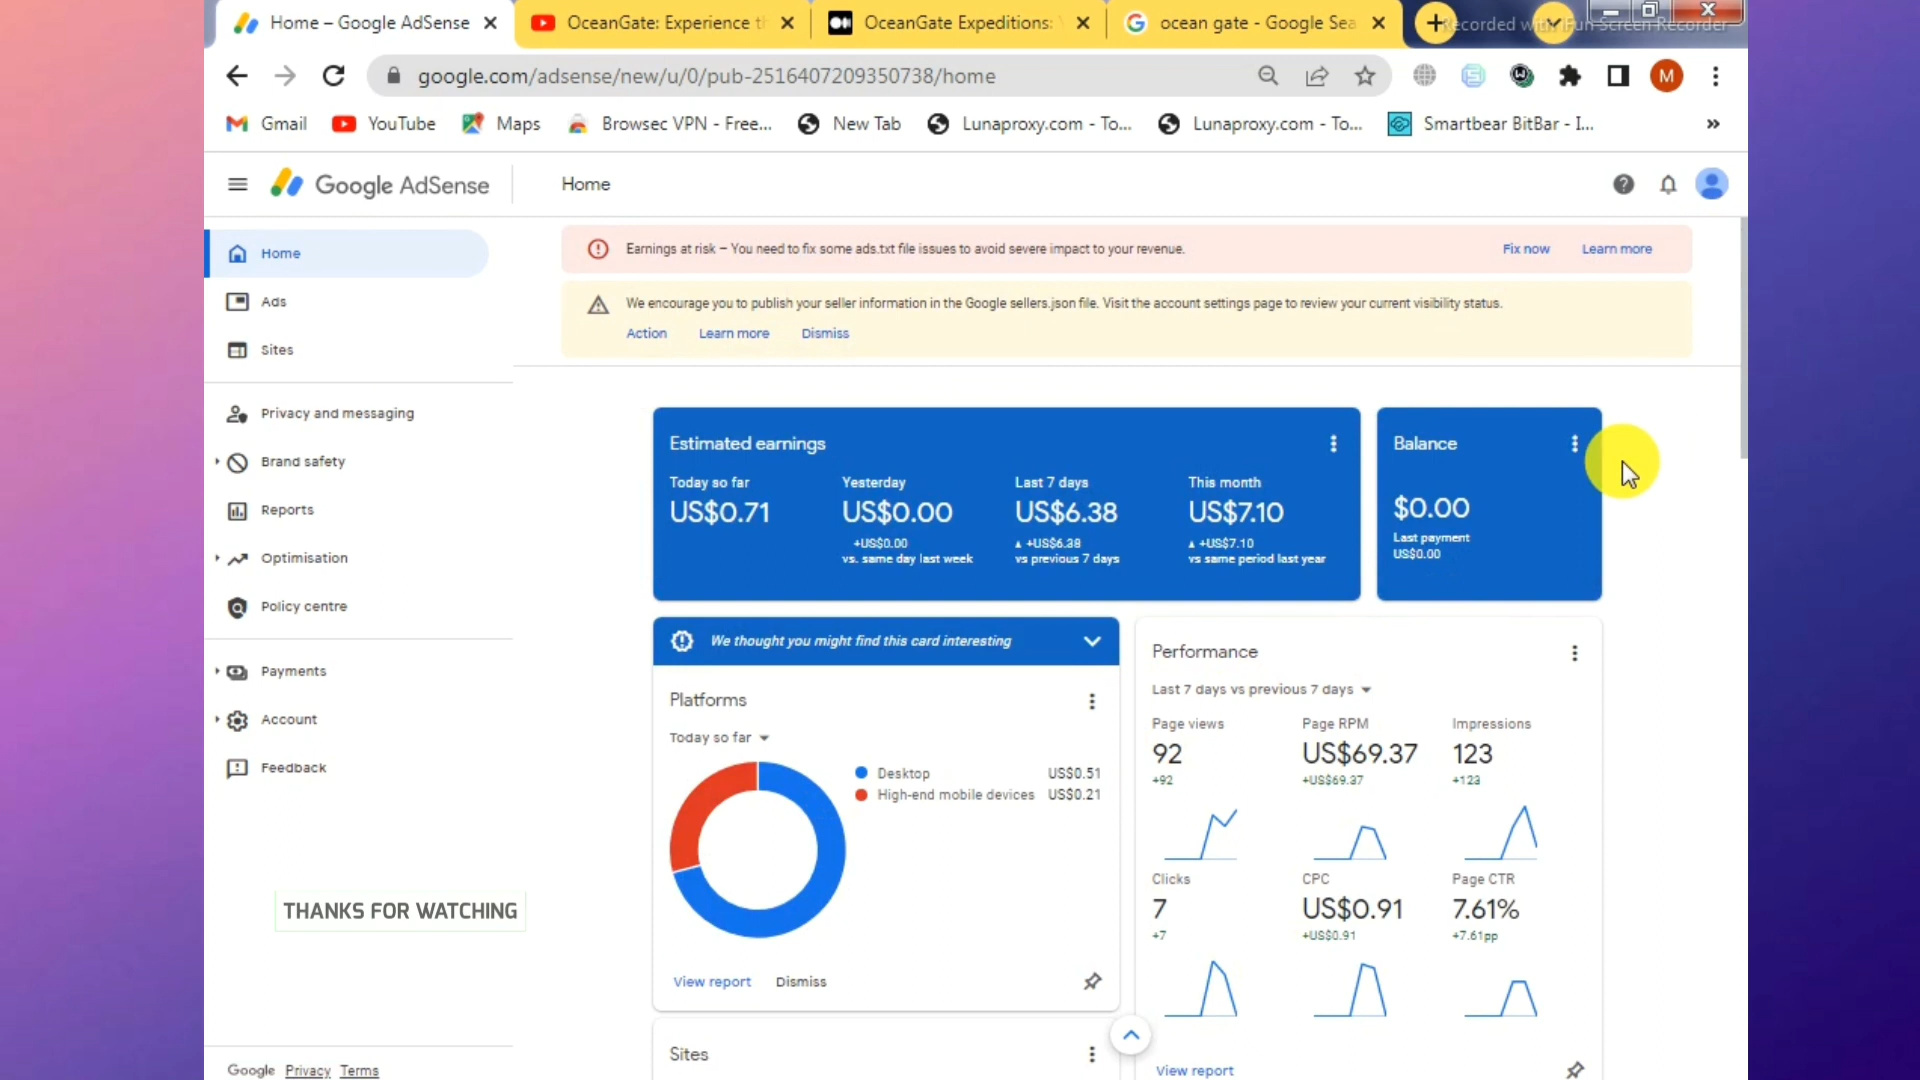 Home – Google AdSense
OceanGate: Experience th
OceanGate Expeditions:
ocean gate - Google Sea
Recorded with iFun Screen Recorder
google.com/adsense/new/u/0/pub-2516407209350738/home
M
Gmail
YouTube
Maps
Browsec VPN - Free...
New Tab
Lunaproxy.com - To...
Lunaproxy.com - To...
Smartbear BitBar - I...
Google AdSense
Home
Home
Ads
Sites
Privacy and messaging
Brand safety
Reports
Optimisation
Policy centre
Payments
Account
Feedback
THANKS FOR WATCHING
Google Privacy Terms
Earnings at risk – You need to fix some ads.txt file issues to avoid severe impact to your revenue.
Fix now Learn more
We encourage you to publish your seller information in the Google sellers.json file. Visit the account settings page to review your current visibility status.
Action Learn more Dismiss
Estimated earnings
Today so far
US$0.71
Yesterday
US$0.00
+US$0.00
vs. same day last week
Last 7 days
US$6.38
▲ +US$6.38
vs previous 7 days
This month
US$7.10
▲ +US$7.10
vs same period last year
Balance
$0.00
Last payment
US$0.00
We thought you might find this card interesting
Platforms
Today so far
Desktop US$0.51
High-end mobile devices US$0.21
View report Dismiss
Sites
Performance
Last 7 days vs previous 7 days
Page views
92
+92
Page RPM
US$69.37
+US$69.37
Impressions
123
+123
Clicks
7
+7
CPC
US$0.91
+US$0.91
Page CTR
7.61%
+7.61pp
View report